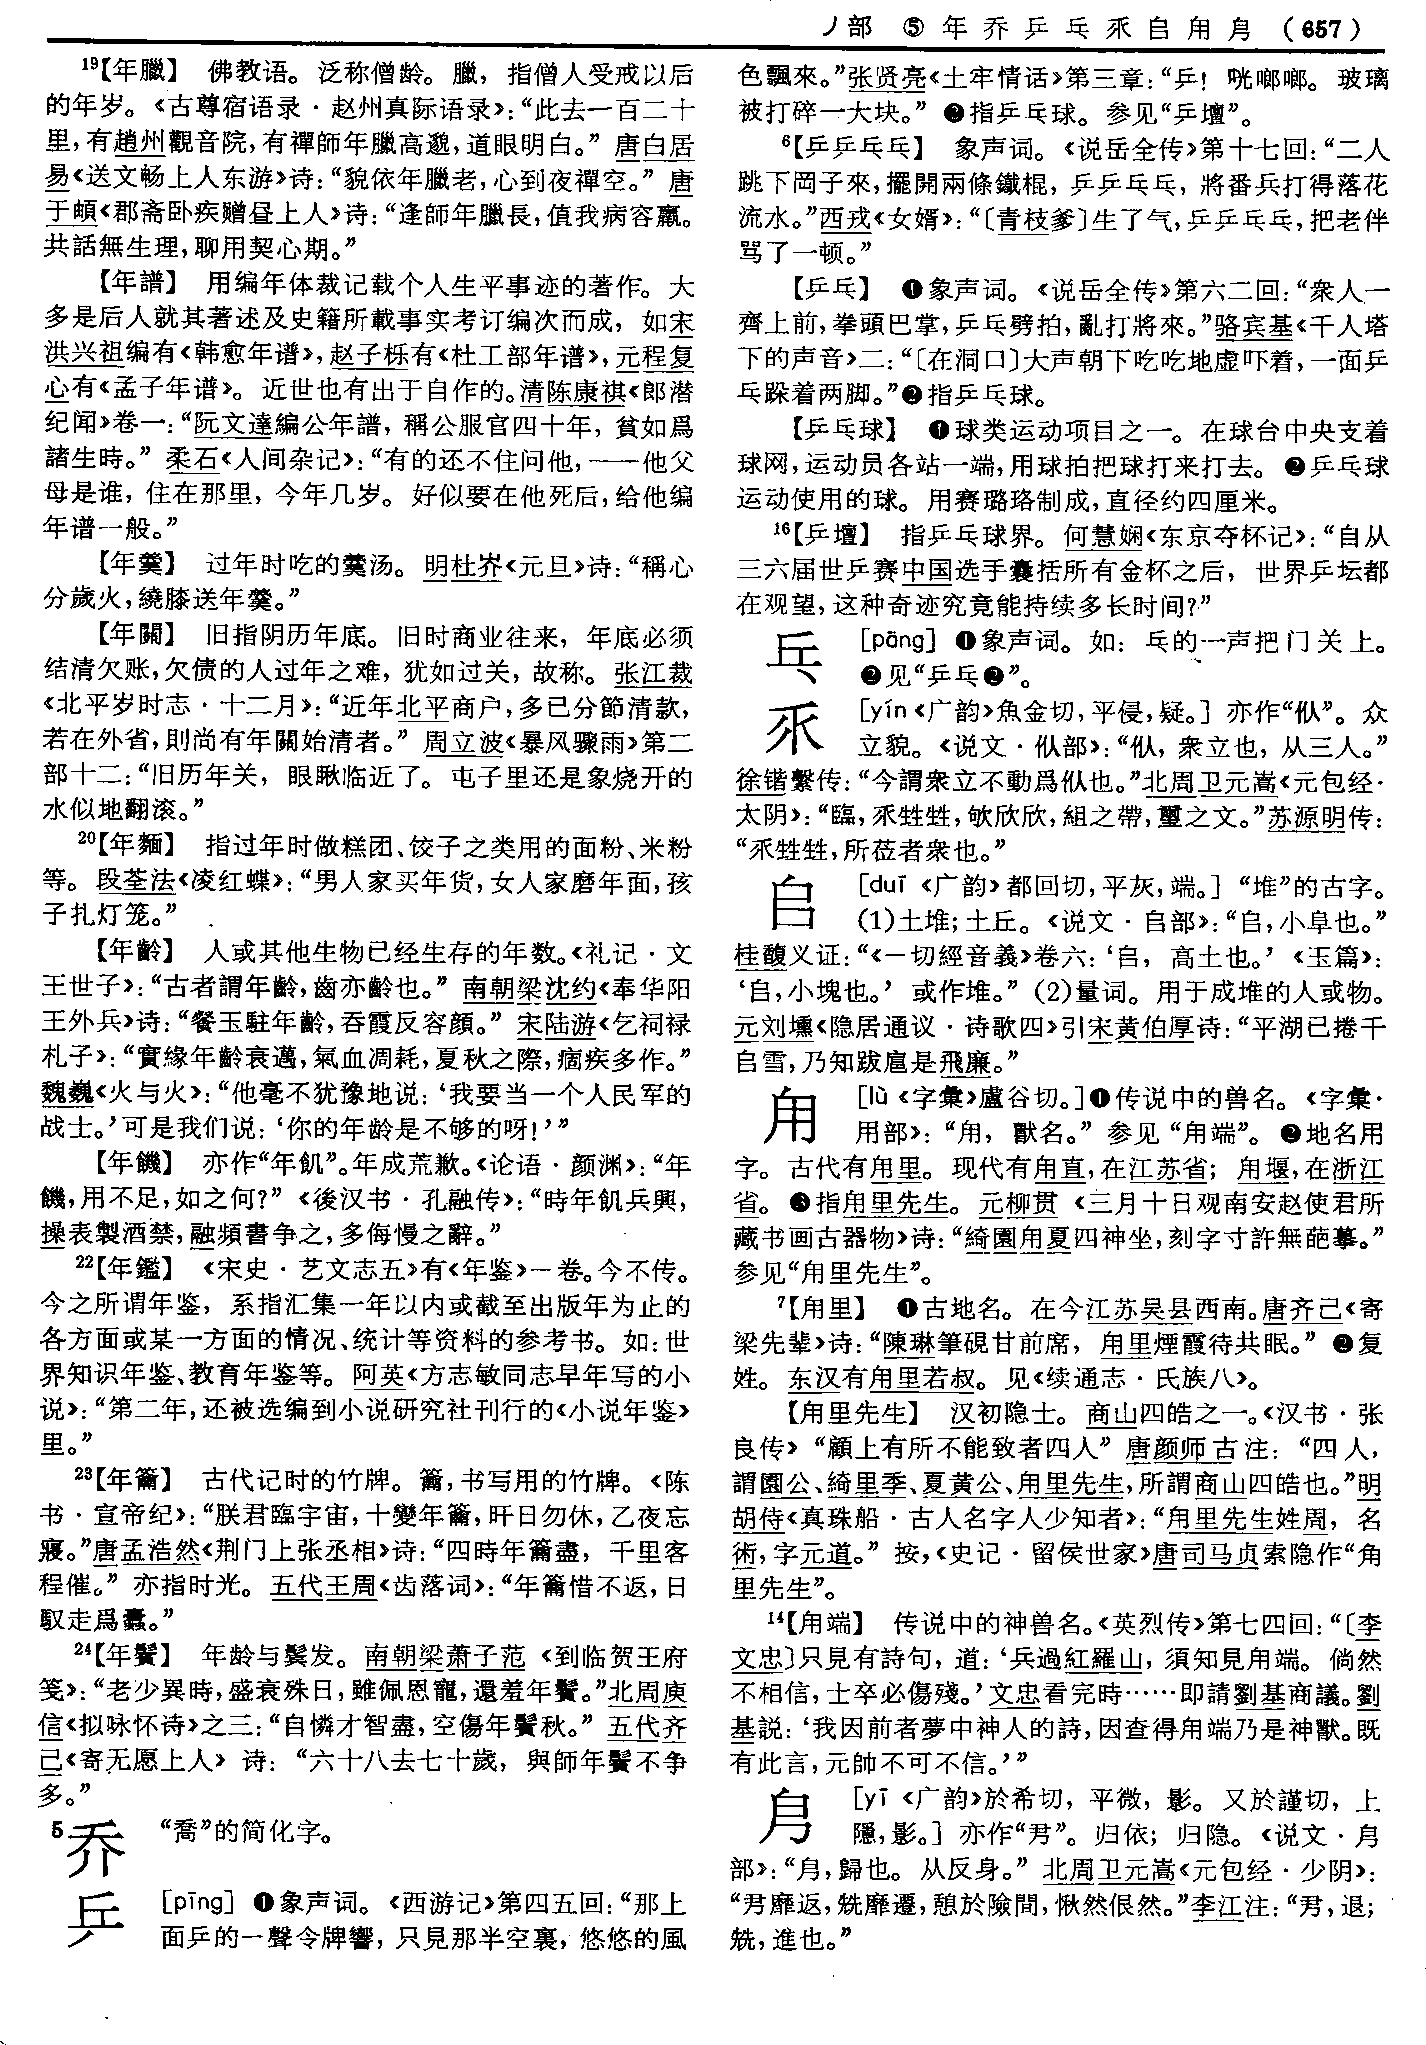 丿部 ⑤ 年乔乒乓乑𠂤甪㐆 (657)
19【年臘】 佛教语。泛称僧龄。臘，指僧人受戒以后
的年岁。《古尊宿语录·赵州真际语录》：“此去一百二十
里，有趙州觀音院，有禪師年臘高邈，道眼明白。” 唐白居
易《送文畅上人东游》诗：“貌依年臘老，心到夜禪空。” 唐
于頔《郡斋卧疾赠昼上人》诗：“逢師年臘長，值我病容羸。
共話無生理，聊用契心期。”
【年譜】 用编年体裁记载个人生平事迹的著作。大
多是后人就其著述及史籍所載事实考订编次而成，如宋
洪兴祖编有《韩愈年谱》，赵子栎有《杜工部年谱》，元程复
心有《孟子年谱》。近世也有出于自作的。清陈康祺《郎潜
纪闻》卷一：“阮文達編公年譜，稱公服官四十年，貧如爲
諸生時。” 柔石《人间杂记》：“有的还不住问他，——他父
母是谁，住在那里，今年几岁。好似要在他死后，给他编
年谱一般。”
【年羹】 过年时吃的羹汤。明杜岕《元旦》诗：“稱心
分歲火，繞膝送年羹。”
【年關】 旧指阴历年底。旧时商业往来，年底必须
结清欠账，欠债的人过年之难，犹如过关，故称。张江裁
《北平岁时志·十二月》：“近年北平商户，多已分節清款，
若在外省，則尚有年關始清者。” 周立波《暴风骤雨》第二
部十二：“旧历年关，眼瞅临近了。屯子里还是象烧开的
水似地翻滚。”
20【年麵】 指过年时做糕团、饺子之类用的面粉、米粉
等。段荃法《凌红蝶》：“男人家买年货，女人家磨年面，孩
子扎灯笼。”
【年齡】 人或其他生物已经生存的年数。《礼记·文
王世子》：“古者謂年齡，齒亦齡也。” 南朝梁沈约《奉华阳
王外兵》诗：“餐玉駐年齡，吞霞反容顔。” 宋陆游《乞祠禄
札子》：“實緣年齡衰邁，氣血凋耗，夏秋之際，痼疾多作。”
魏巍《火与火》：“他毫不犹豫地说：‘我要当一个人民军的
战士。’可是我们说：‘你的年龄是不够的呀！’”
【年饑】 亦作“年飢”。年成荒歉。《论语·颜渊》：“年
饑，用不足，如之何？” 《後汉书·孔融传》：“時年飢兵興，
操表製酒禁，融頻書争之，多侮慢之辭。”
22【年鑑】 《宋史·艺文志五》有《年鉴》一卷。今不传。
今之所谓年鉴，系指汇集一年以内或截至出版年为止的
各方面或某一方面的情况、统计等资料的参考书。如：世
界知识年鉴、教育年鉴等。阿英《方志敏同志早年写的小
说》：“第二年，还被选编到小说研究社刊行的《小说年鉴》
里。”
23【年籥】 古代记时的竹牌。籥，书写用的竹牌。《陈
书·宣帝纪》：“朕君臨宇宙，十變年籥，旰日勿休，乙夜忘
寢。”唐孟浩然《荆门上张丞相》诗：“四時年籥盡，千里客
程催。” 亦指时光。五代王周《齿落词》：“年籥惜不返，日
馭走爲蠹。”
24【年鬢】 年龄与鬓发。南朝梁萧子范《到临贺王府
笺》：“老少異時，盛衰殊日，雖佩恩寵，還羞年鬢。”北周庾
信《拟咏怀诗》之三：“自憐才智盡，空傷年鬢秋。” 五代齐
己《寄无愿上人》诗：“六十八去七十歲，與師年鬢不争
多。”
5乔 “喬”的简化字。
乒 [pīng] ❶象声词。《西游记》第四五回：“那上
面乒的一聲令牌響，只見那半空裏，悠悠的風
色飄來。”张贤亮《土牢情话》第三章：“乒！咣啷啷。玻璃
被打碎一大块。” ❷指乒乓球。参见“乒壇”。
6【乒乒乓乓】 象声词。《说岳全传》第十七回：“二人
跳下岡子來，擺開兩條鐵棍，乒乒乓乓，將番兵打得落花
流水。”西戎《女婿》：“〔青枝爹〕生了气，乒乒乓乓，把老伴
骂了一顿。”
【乒乓】 ❶象声词。《说岳全传》第六二回：“衆人一
齊上前，拳頭巴掌，乒乓劈拍，亂打將來。”骆宾基《千人塔
下的声音》二：“〔在洞口〕大声朝下吃吃地虚吓着，一面乒
乓跺着两脚。”❷指乒乓球。
【乒乓球】 ❶球类运动项目之一。在球台中央支着
球网，运动员各站一端，用球拍把球打来打去。❷乒乓球
运动使用的球。用赛璐珞制成，直径约四厘米。
16【乒壇】 指乒乓球界。何慧娴《东京夺杯记》：“自从
三六届世乒赛中国选手囊括所有金杯之后，世界乒坛都
在观望，这种奇迹究竟能持续多长时间？”
乓 [pāng] ❶象声词。如：乓的一声把门关上。
❷见“乒乓❷”。
乑 [yín《广韵》魚金切，平侵，疑。] 亦作“㐺”。众
立貌。《说文·㐺部》：“㐺，衆立也，从三人。”
徐锴繫传：“今謂衆立不動爲㐺也。”北周卫元嵩《元包经·
太阴》：“臨，乑甡甡，欨欣欣，組之帶，璽之文。”苏源明传：
“乑甡甡，所莅者衆也。”
𠂤 [duī《广韵》都回切，平灰，端。] “堆”的古字。
(1)土堆；土丘。《说文·𠂤部》：“𠂤，小阜也。”
桂馥义证：“《一切經音義》卷六：‘𠂤，高土也。’《玉篇》：
‘𠂤，小塊也。’或作堆。” (2)量词。用于成堆的人或物。
元刘壎《隐居通议·诗歌四》引宋黄伯厚诗：“平湖已捲千
𠂤雪，乃知跋扈是飛廉。”
甪 [lù《字彙》盧谷切。]❶传说中的兽名。《字彙·
用部》：“甪，獸名。” 参见“甪端”。❷地名用
字。古代有甪里。现代有甪直，在江苏省；甪堰，在浙江
省。❸指甪里先生。元柳贯《三月十日观南安赵使君所
藏书画古器物》诗：“綺園甪夏四神坐，刻字寸許無葩摹。”
参见“甪里先生”。
7【甪里】 ❶古地名。在今江苏吴县西南。唐齐己《寄
梁先辈》诗：“陳琳筆硯甘前席，甪里煙霞待共眠。” ❷复
姓。东汉有甪里若叔。见《续通志·氏族八》。
【甪里先生】 汉初隐士。商山四皓之一。《汉书·张
良传》“顧上有所不能致者四人”唐颜师古注：“四人，
謂園公、綺里季、夏黄公、甪里先生，所謂商山四皓也。”明
胡侍《真珠船·古人名字人少知者》：“甪里先生姓周，名
術，字元道。” 按，《史记·留侯世家》唐司马贞索隐作“角
里先生”。
14【甪端】 传说中的神兽名。《英烈传》第七四回：“〔李
文忠〕只見有詩句，道：‘兵過紅羅山，須知見甪端。倘然
不相信，士卒必傷殘。’文忠看完時……即請劉基商議。劉
基説：‘我因前者夢中神人的詩，因查得甪端乃是神獸。既
有此言，元帥不可不信。’”
㐆 [yī《广韵》於希切，平微，影。又於謹切，上
隱，影。] 亦作“𠃉”。归依；归隐。《说文·㐆
部》：“㐆，歸也。从反身。” 北周卫元嵩《元包经·少阴》：
靡返，兟靡遷，憩於險間，愀然佷然。”李江注：“退；
兟，進也。”